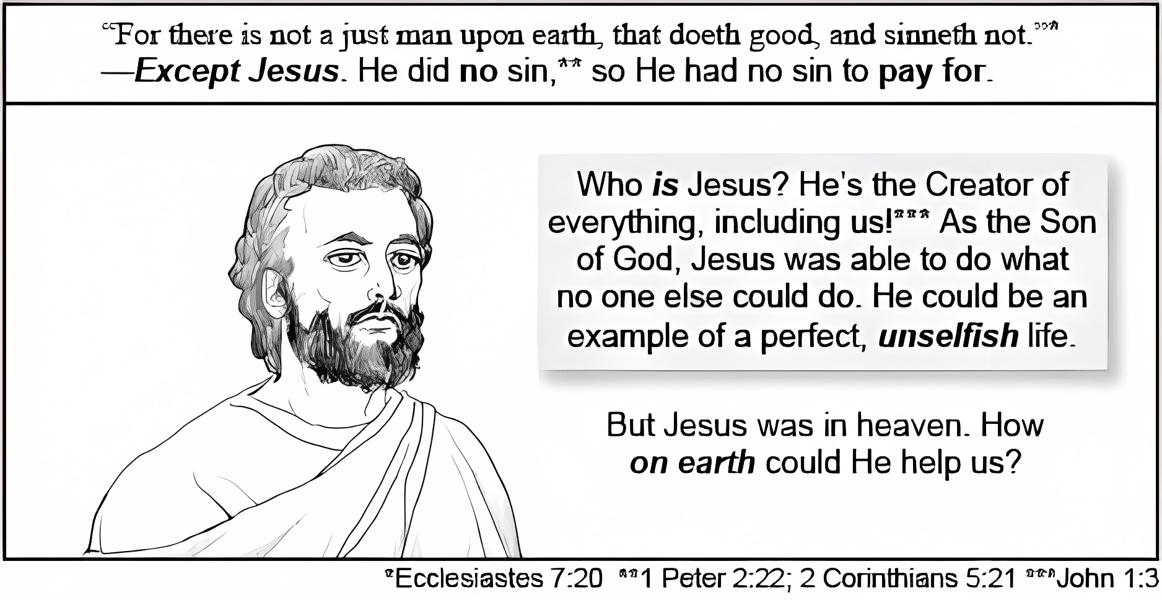 “For there is not a just man upon earth, that doeth good, and sinneth not.”*
—Except Jesus. He did no sin,** so He had no sin to pay for.
Who is Jesus? He's the Creator of
everything, including us!*** As the Son
of God, Jesus was able to do what
no one else could do. He could be an
example of a perfect, unselfish life.
But Jesus was in heaven. How
on earth could He help us?
*Ecclesiastes 7:20 **1 Peter 2:22; 2 Corinthians 5:21 ***John 1:3